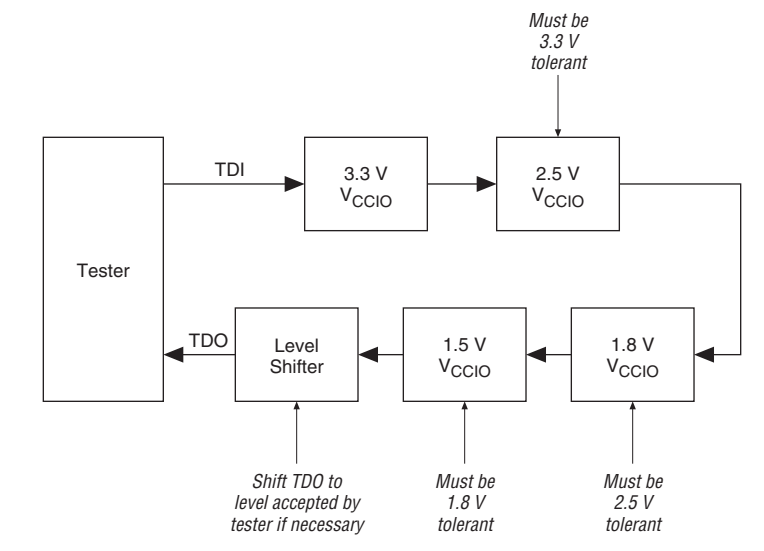 Must be
3.3 V
tolerant
TDI
3.3 V
VCCIO
2.5 V
VCCIO
Tester
TDO
Level
Shifter
1.5 V
VCCIO
1.8 V
VCCIO
Shift TDO to
level accepted by
tester if necessary
Must be
1.8 V
tolerant
Must be
2.5 V
tolerant